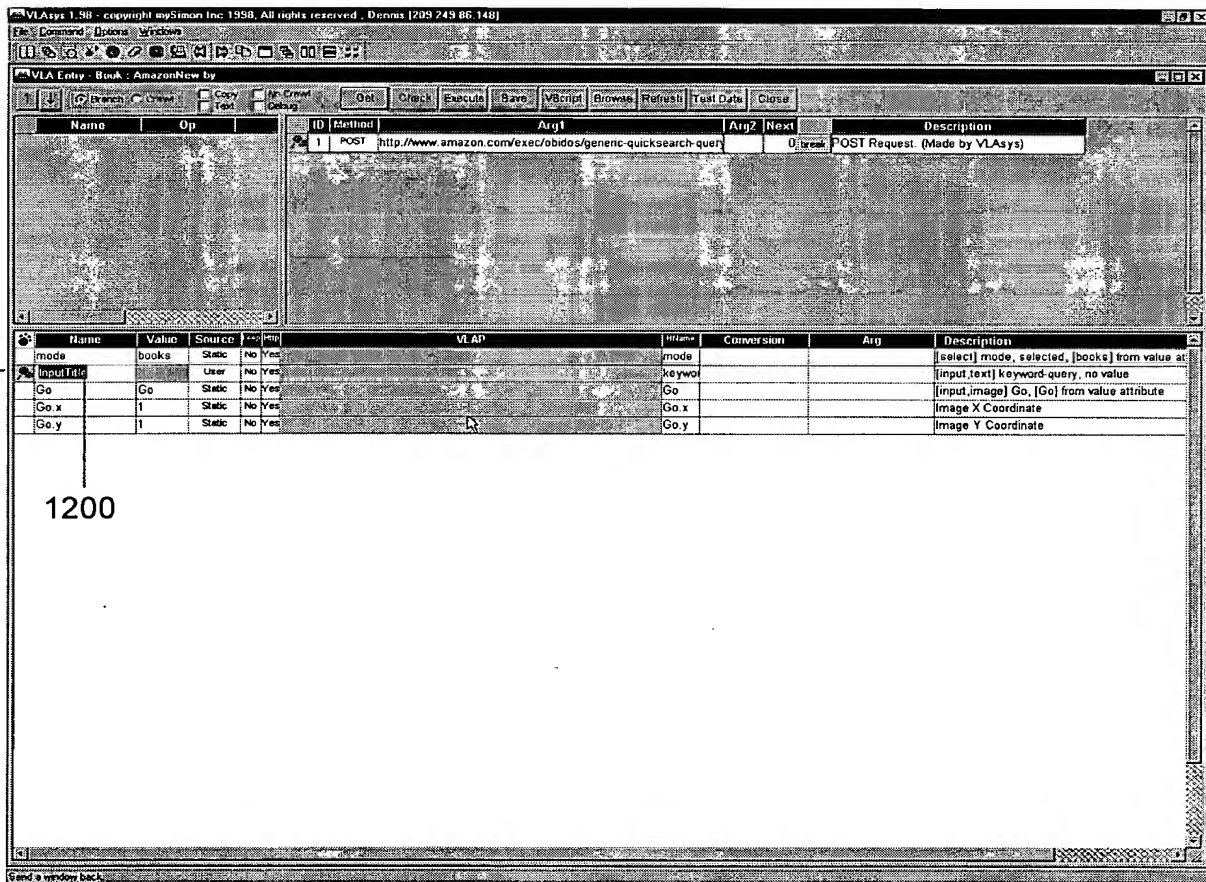 VLAsys 1.98 - copyright mySimon Inc 1998, All rights reserved , Dennis [209 249 86.148]
File Command Options Windows
VLA Entry - Book : AmazonNew by
Branch Crawl Copy Text Debug Get Check Execute Save VBcript Browse Refresh Test Data Close
Name Op
ID Method Arg1 Arg2 Next Description
1 POST http://www.amazon.com/exec/obidos/generic-quicksearch-query 0 break POST Request. (Made by VLAsys)
Name Value Source Http VLAP HtName Conversion Arg Description
mode books Static No Yes mode [select] mode, selected, [books] from value at
InputTitle User No Yes keywor [input,text] keyword-query, no value
Go Go Static No Yes Go [input,image] Go, [Go] from value attribute
Go.x 1 Static No Yes Go.x Image X Coordinate
Go.y 1 Static No Yes Go.y Image Y Coordinate
1200
Send a window back.